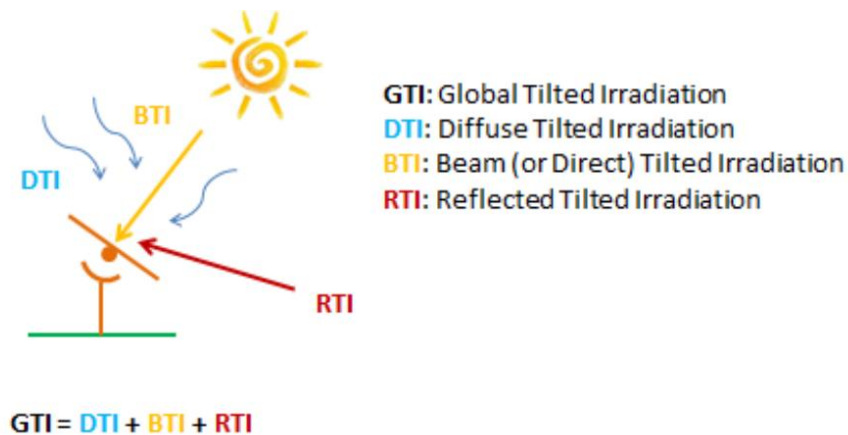 BTI
DTI
RTI
GTI: Global Tilted Irradiation
DTI: Diffuse Tilted Irradiation
BTI: Beam (or Direct) Tilted Irradiation
RTI: Reflected Tilted Irradiation
GTI = DTI + BTI + RTI